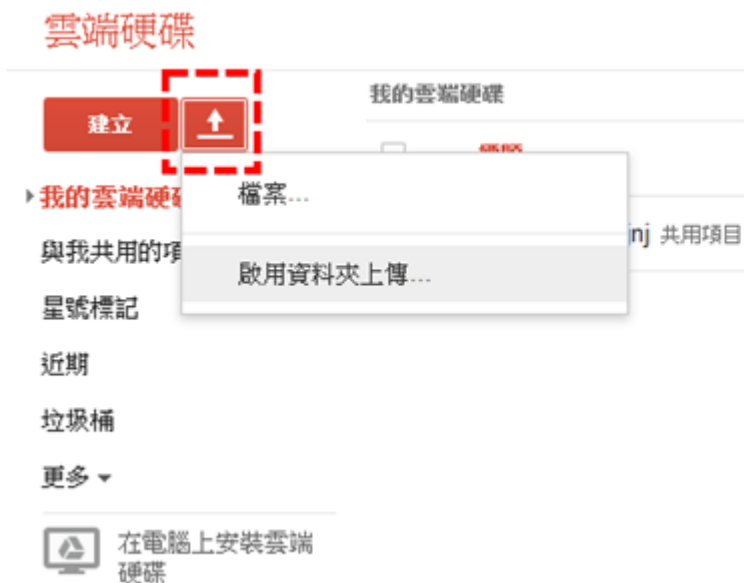 雲端硬碟
建立
我的雲端硬碟
檔案...
我的雲端硬
啟用資料夾上傳...
jnj 共用項目
與我共用的項
星號標記
近期
垃圾桶
更多
在電腦上安裝雲端
硬碟